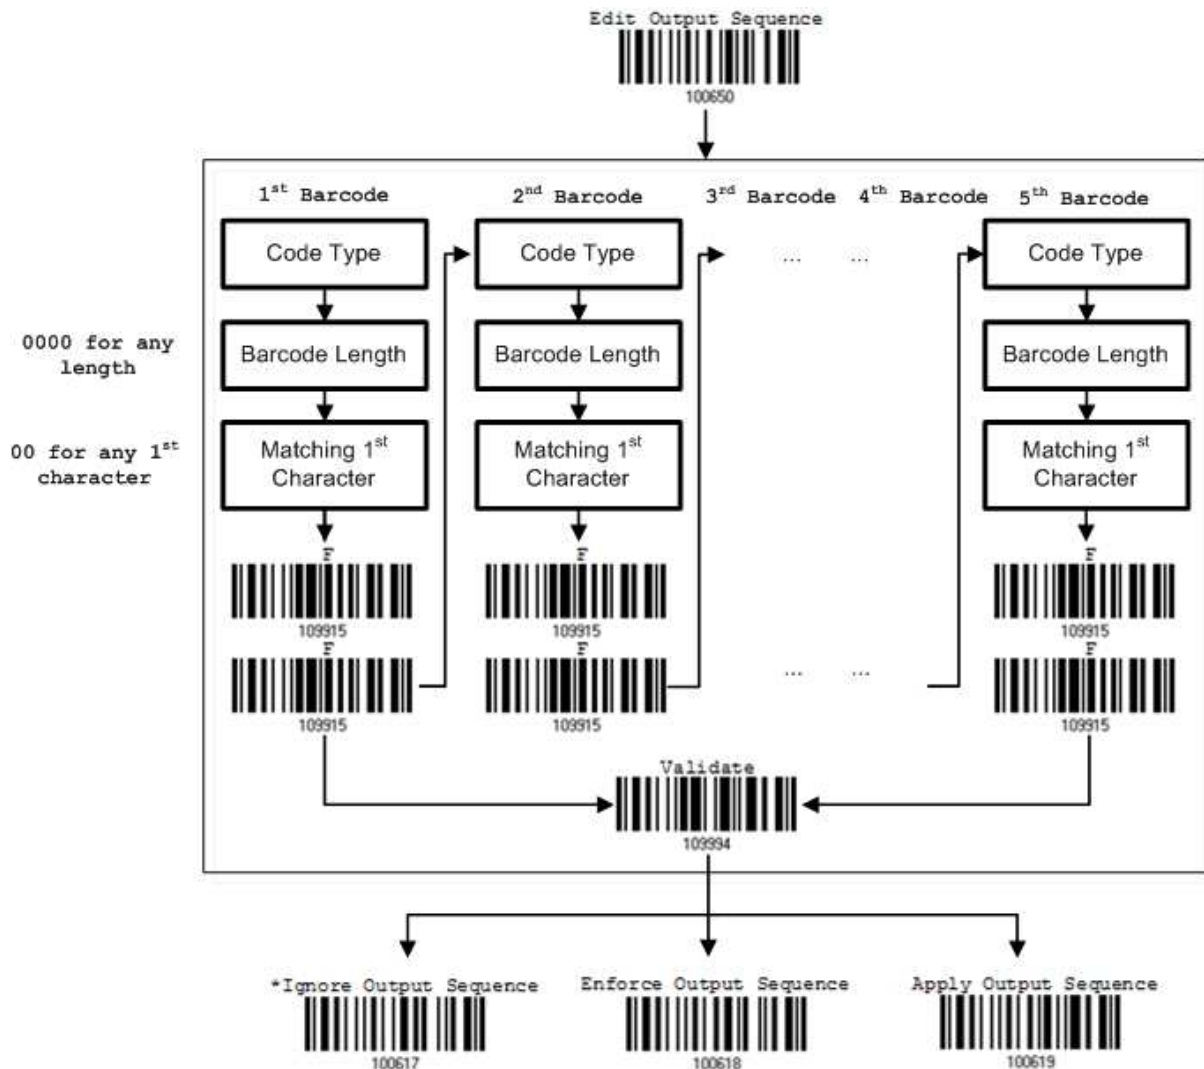 Edit Output Sequence
100650
1st Barcode 2nd Barcode 3rd Barcode 4th Barcode 5th Barcode
Code Type Code Type ... ... Code Type
0000 for any
length
Barcode Length Barcode Length Barcode Length
00 for any 1st
character
Matching 1st
Character
Matching 1st
Character
Matching 1st
Character
F F F
109915 109915 109915
F F F
... ...
109915 109915 109915
Validate
109994
*Ignore Output Sequence Enforce Output Sequence Apply Output Sequence
100617 100618 100619